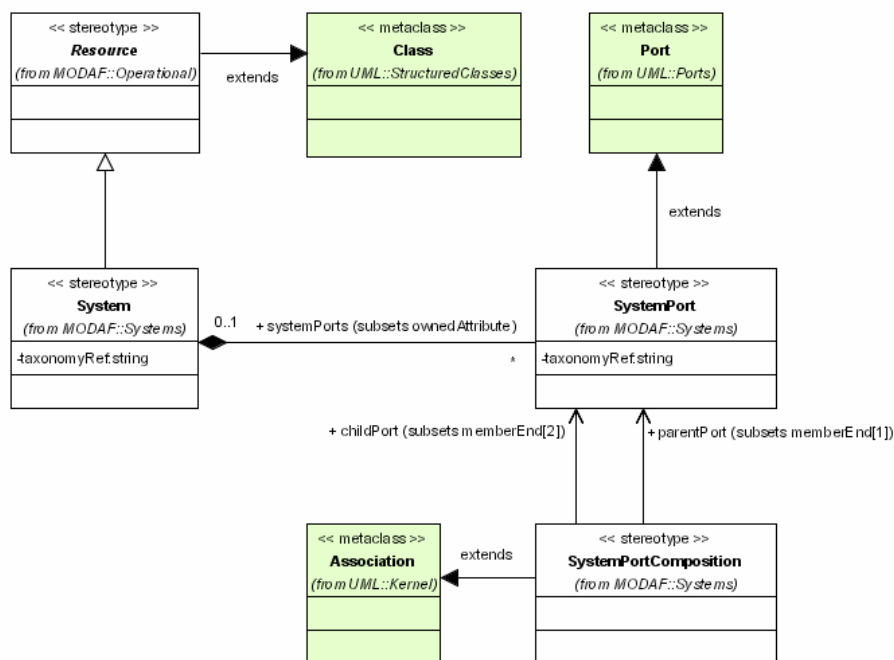 << stereotype >>
Resource
(from MODAF::Operational)
extends
<< metaclass >>
Class
(from UML::StructuredClasses)
<< metaclass >>
Port
(from UML::Ports)
extends
<< stereotype >>
System
(from MODAF::Systems)
-taxonomyRef:string
0..1
+ systemPorts (subsets ownedAttribute)
*
<< stereotype >>
SystemPort
(from MODAF::Systems)
-taxonomyRef:string
+ childPort (subsets memberEnd[2])
+ parentPort (subsets memberEnd[1])
<< metaclass >>
Association
(from UML::Kernel)
extends
<< stereotype >>
SystemPortComposition
(from MODAF::Systems)